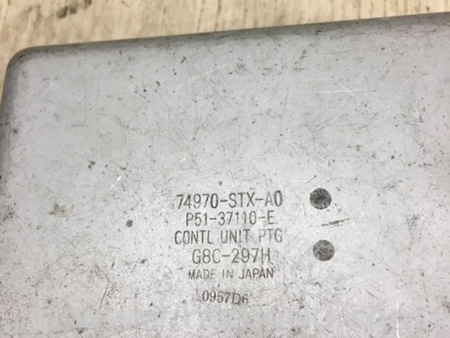 74970-STX-A0
P51-37110-E
CONTL UNIT PTG
G8C-297H
MADE IN JAPAN
0957D6